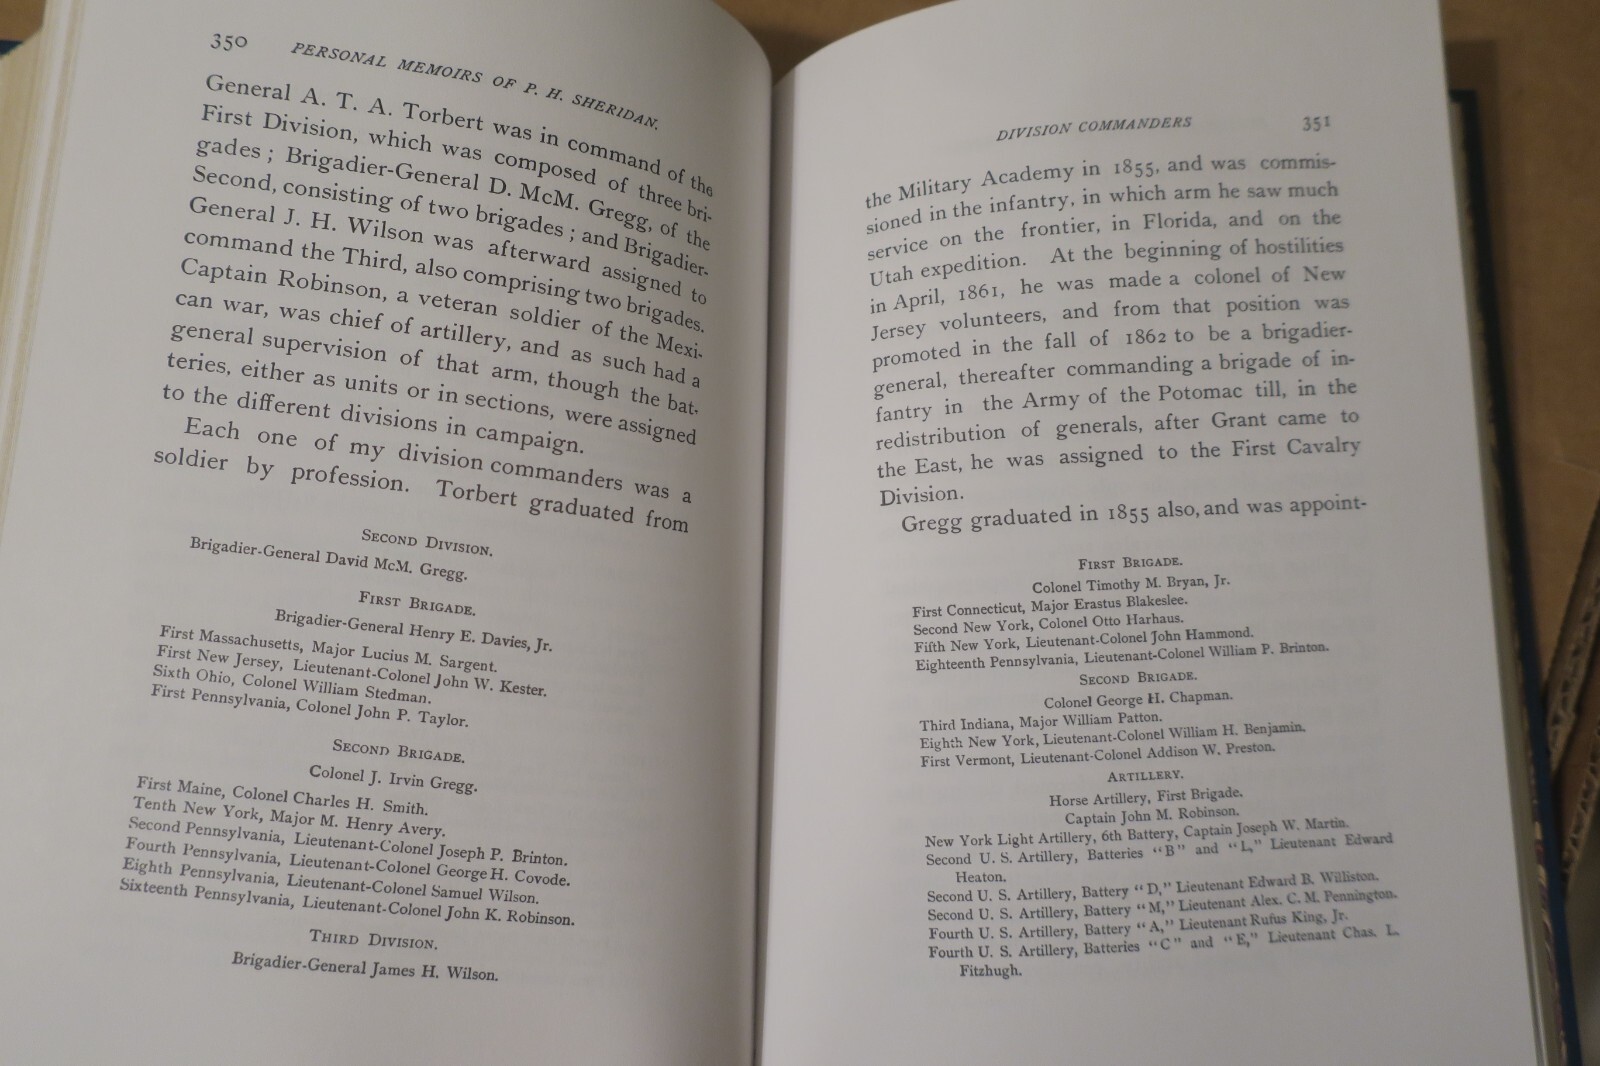 350 PERSONAL MEMOIRS OF P. H. SHERIDAN.
General A. T. A. Torbert was in command of the
First Division, which was composed of three bri-
gades; Brigadier-General D. McM. Gregg, of the
Second, consisting of two brigades; and Brigadier-
General J. H. Wilson was afterward assigned to
command the Third, also comprising two brigades.
Captain Robinson, a veteran soldier of the Mexi-
can war, was chief of artillery, and as such had a
general supervision of that arm, though the bat-
teries, either as units or in sections, were assigned
to the different divisions in campaign.
Each one of my division commanders was a
soldier by profession. Torbert graduated from
SECOND DIVISION.
Brigadier-General David McM. Gregg.
FIRST BRIGADE.
Brigadier-General Henry E. Davies, Jr.
First Massachusetts, Major Lucius M. Sargent.
First New Jersey, Lieutenant-Colonel John W. Kester.
Sixth Ohio, Colonel William Stedman.
First Pennsylvania, Colonel John P. Taylor.
SECOND BRIGADE.
Colonel J. Irvin Gregg.
First Maine, Colonel Charles H. Smith.
Tenth New York, Major M. Henry Avery.
Second Pennsylvania, Lieutenant-Colonel Joseph P. Brinton.
Fourth Pennsylvania, Lieutenant-Colonel George H. Covode.
Eighth Pennsylvania, Lieutenant-Colonel Samuel Wilson.
Sixteenth Pennsylvania, Lieutenant-Colonel John K. Robinson.
THIRD DIVISION.
Brigadier-General James H. Wilson.
DIVISION COMMANDERS 351
the Military Academy in 1855, and was commis-
sioned in the infantry, in which arm he saw much
service on the frontier, in Florida, and on the
Utah expedition. At the beginning of hostilities
in April, 1861, he was made a colonel of New
Jersey volunteers, and from that position was
promoted in the fall of 1862 to be a brigadier-
general, thereafter commanding a brigade of in-
fantry in the Army of the Potomac till, in the
redistribution of generals, after Grant came to
the East, he was assigned to the First Cavalry
Division.
Gregg graduated in 1855 also, and was appoint-
FIRST BRIGADE.
Colonel Timothy M. Bryan, Jr.
First Connecticut, Major Erastus Blakeslee.
Second New York, Colonel Otto Harhaus.
Fifth New York, Lieutenant-Colonel John Hammond.
Eighteenth Pennsylvania, Lieutenant-Colonel William P. Brinton.
SECOND BRIGADE.
Colonel George H. Chapman.
Third Indiana, Major William Patton.
Eighth New York, Lieutenant-Colonel William H. Benjamin.
First Vermont, Lieutenant-Colonel Addison W. Preston.
ARTILLERY.
Horse Artillery, First Brigade.
Captain John M. Robinson.
New York Light Artillery, 6th Battery, Captain Joseph W. Martin.
Second U. S. Artillery, Batteries "B" and "L," Lieutenant Edward
Heaton.
Second U. S. Artillery, Battery "D," Lieutenant Edward B. Williston.
Second U. S. Artillery, Battery "M," Lieutenant Alex. C. M. Pennington.
Fourth U. S. Artillery, Battery "A," Lieutenant Rufus King, Jr.
Fourth U. S. Artillery, Batteries "C" and "E," Lieutenant Chas. L.
Fitzhugh.